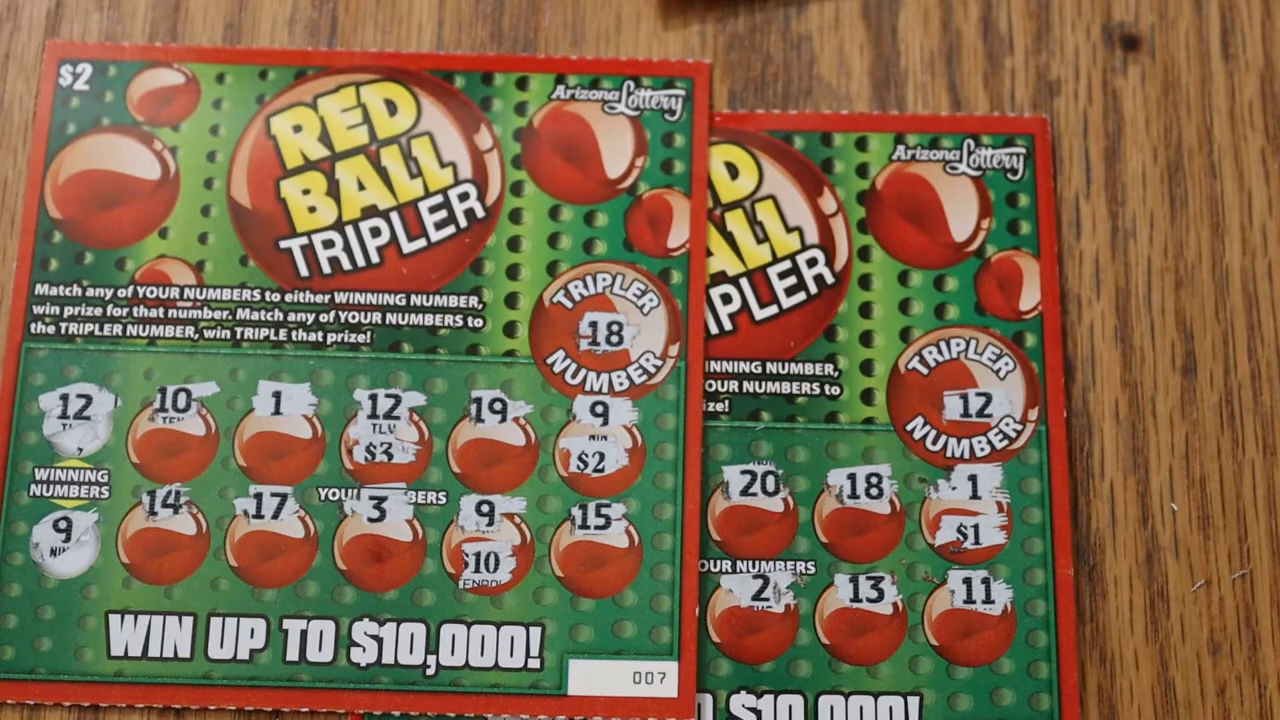 $2
Arizona Lottery
RED
BALL
TRIPLER
Match any of YOUR NUMBERS to either WINNING NUMBER,
win prize for that number. Match any of YOUR NUMBERS to
the TRIPLER NUMBER, win TRIPLE that prize!
TRIPLER
18
NUMBER
12 10 1 12 19 9
$3 $2
WINNING
NUMBERS
14 17 3 9 15
9
$10
WIN UP TO $10,000!
007
Arizona Lottery
D
ALL
IPLER
INNING NUMBER,
OUR NUMBERS to
ize!
TRIPLER
12
NUMBER
20 18 1
$1
OUR NUMBERS
2 13 11
$10,000!